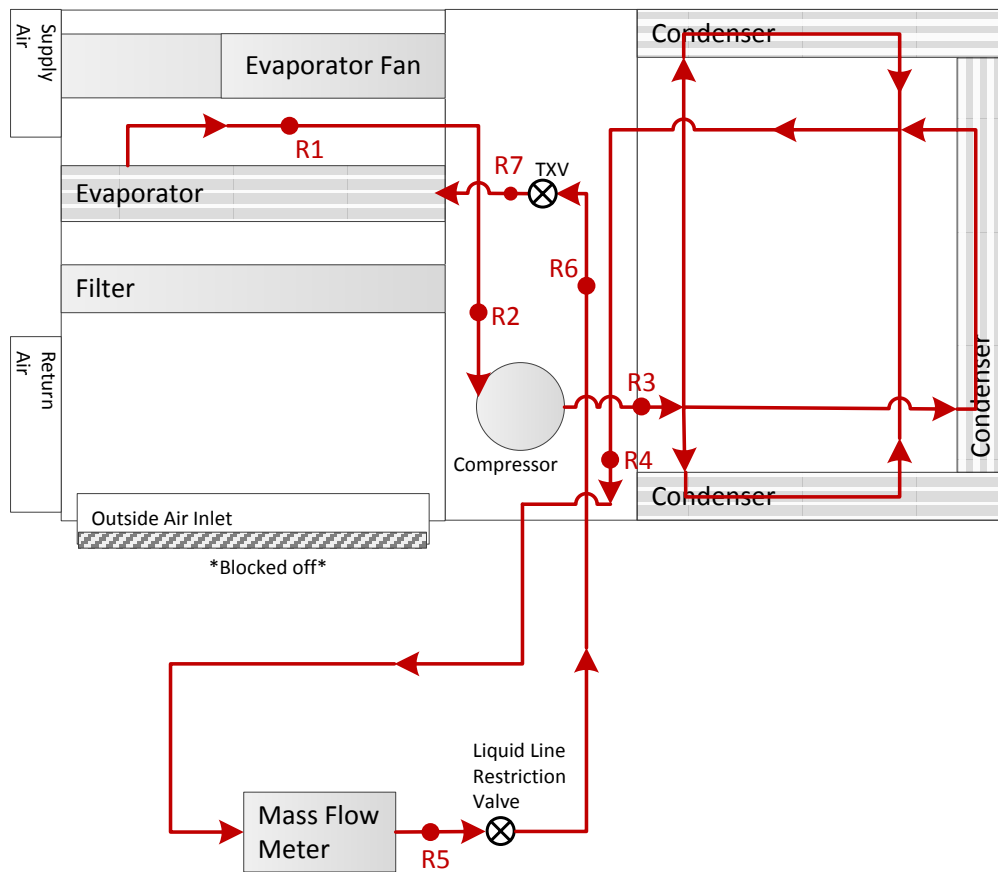 Supply
Air
Evaporator Fan
Condenser
R1
R7
TXV
Evaporator
R6
Filter
R2
Return
Air
R3
Condenser
Compressor
R4
Condenser
Outside Air Inlet
*Blocked off*
Liquid Line
Restriction
Valve
Mass Flow
Meter
R5